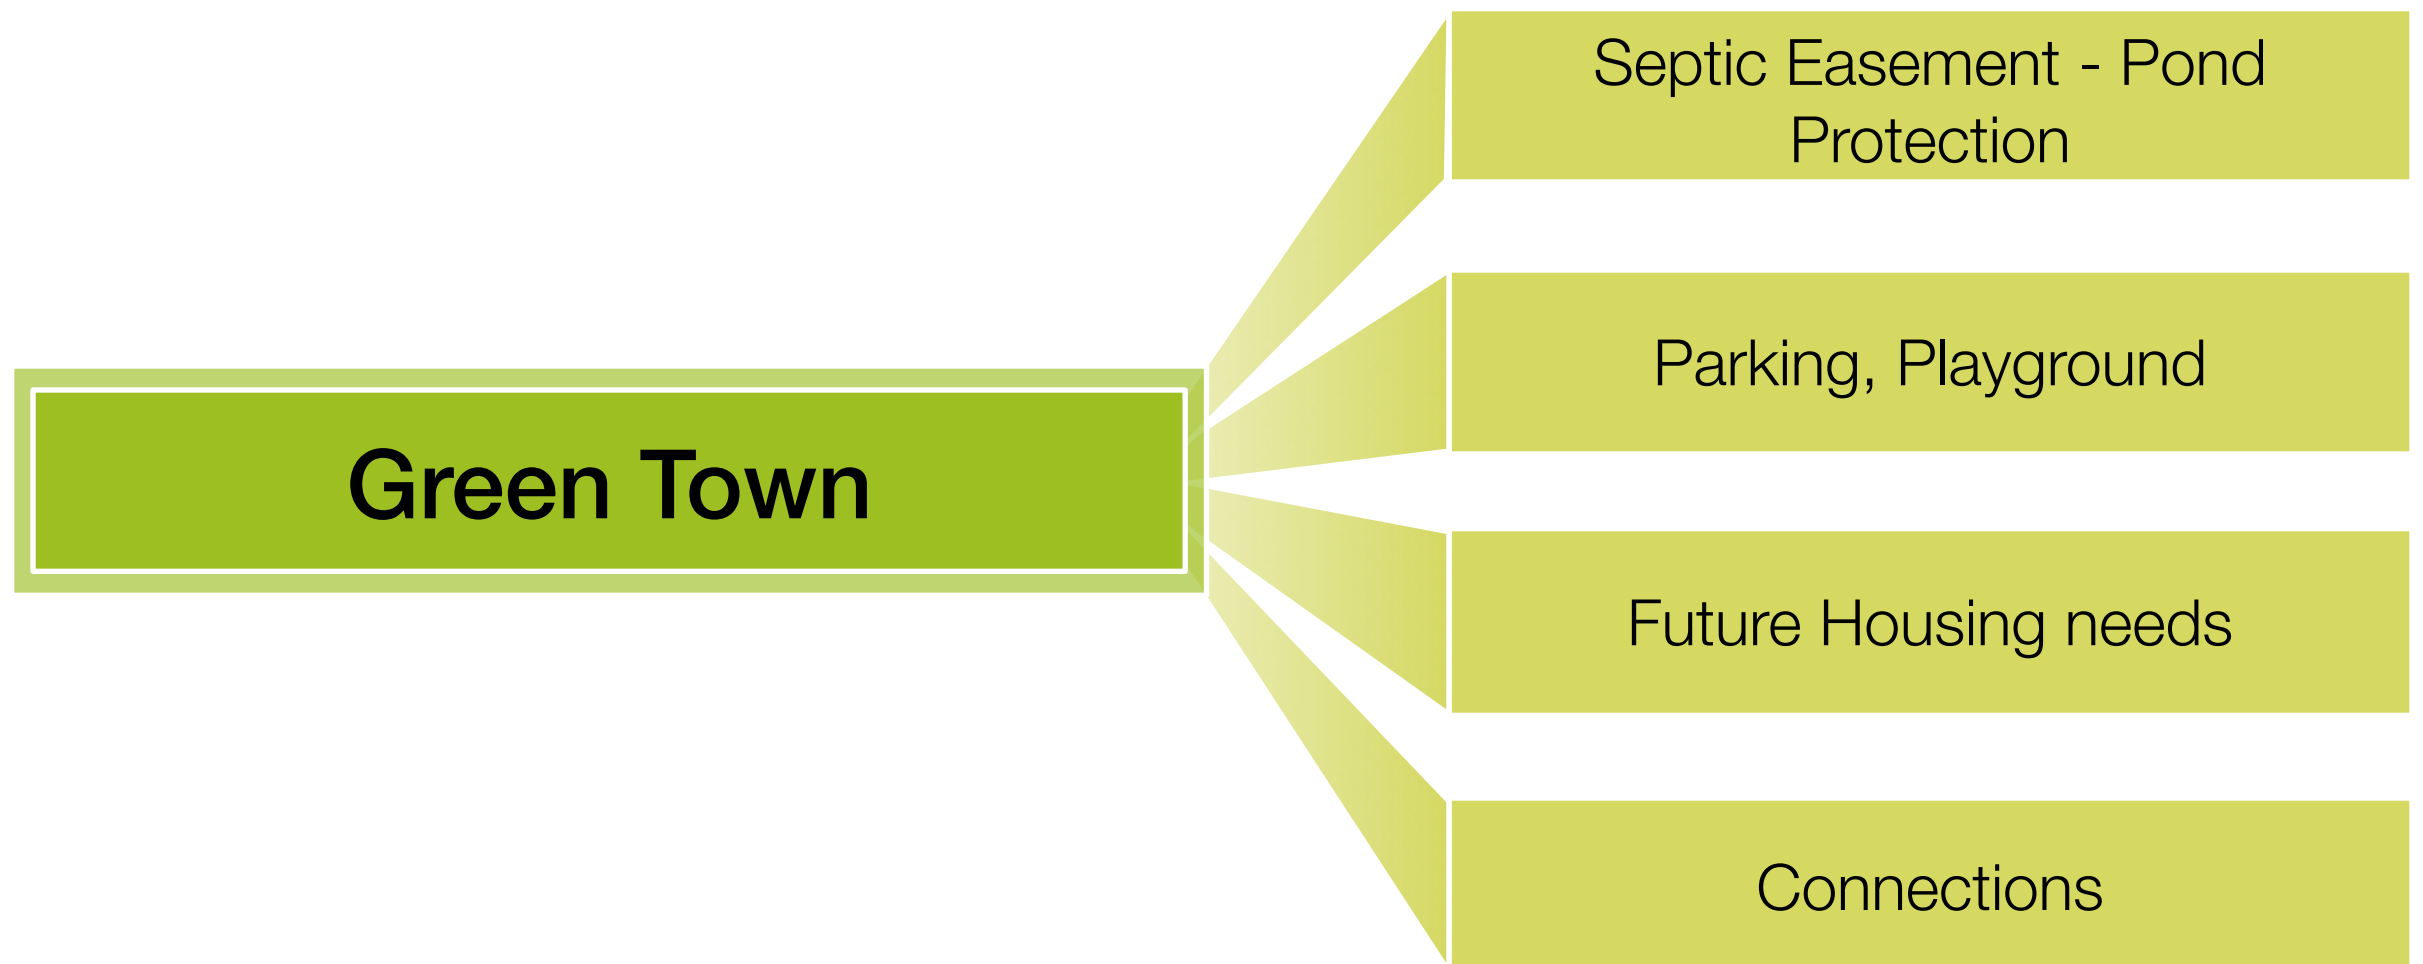 Green Town
Septic Easement - Pond
Protection
Parking, Playground
Future Housing needs
Connections